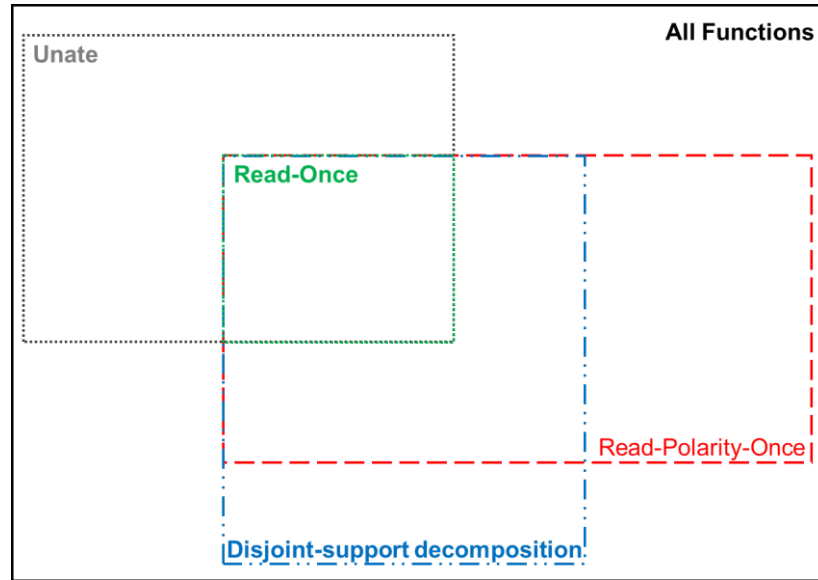 All Functions
Unate
Read-Once
Read-Polarity-Once
Disjoint-support decomposition